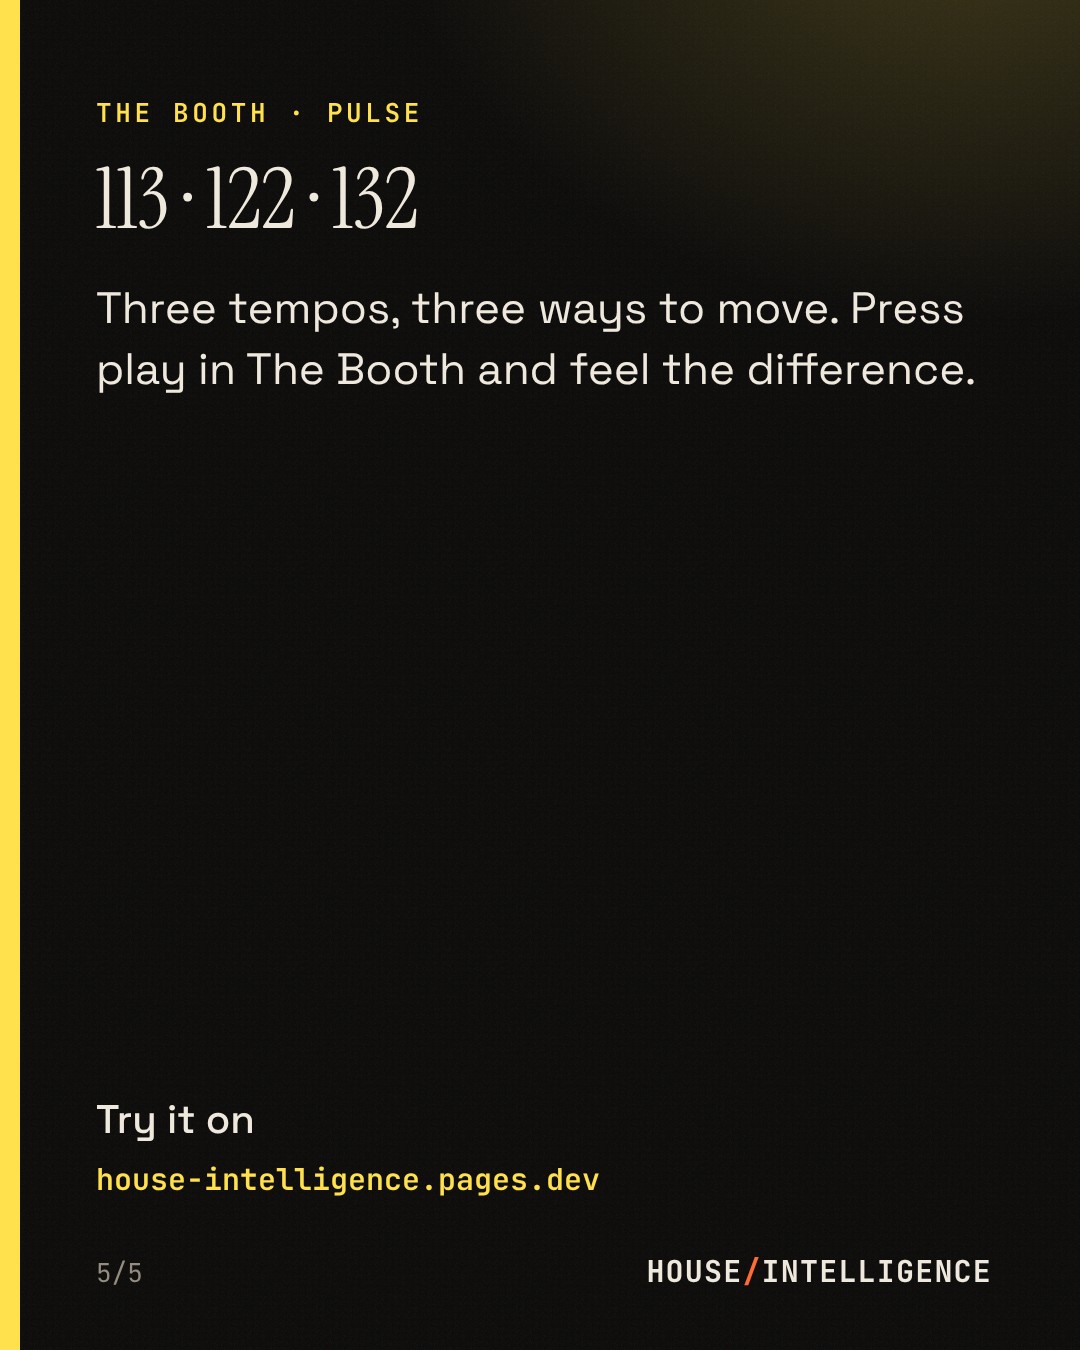 THE BOOTH · PULSE
113·122·132
Three tempos, three ways to move. Press
play in The Booth and feel the difference.
Try it on
house-intelligence.pages.dev
5/5
HOUSE/INTELLIGENCE